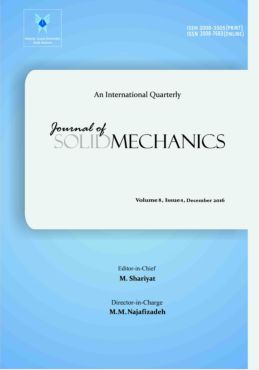 ISSN 2008-3505 [PRINT]
ISSN 2008-7683 [ONLINE]
An International Quarterly
Journal of
SOLIDMECHANICS
Volume 8, Issue 4, December 2016
Editor-in-Chief
M. Shariyat
Director-in-Charge
M.M.Najafizadeh